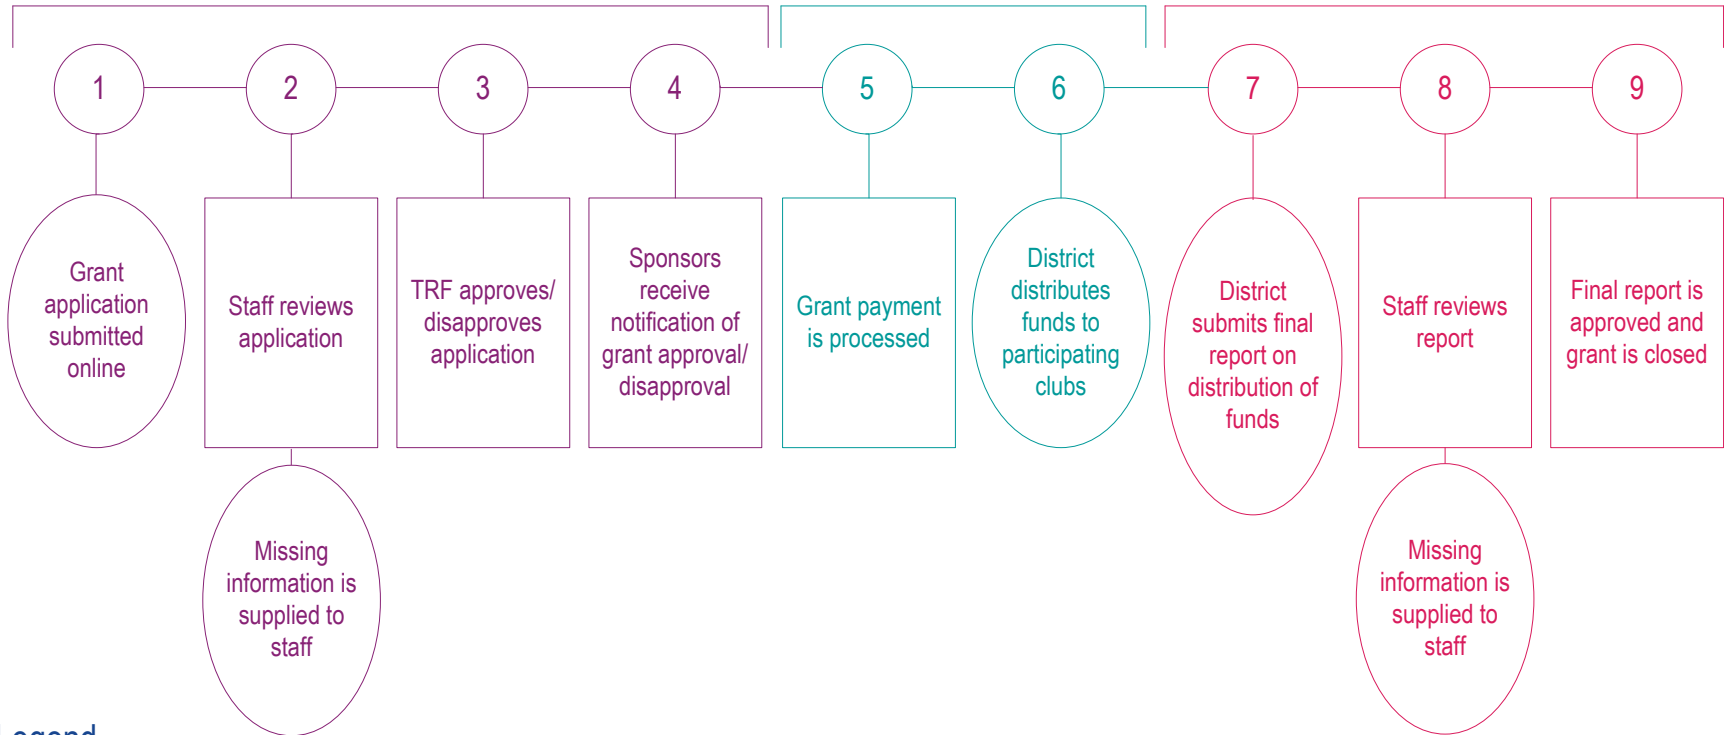 1
2
3
4
5
6
7
8
9
Grant
application
submitted
online
Staff reviews
application
Missing
information is
supplied to
staff
TRF approves/
disapproves
application
Sponsors
receive
notification of
grant approval/
disapproval
Grant payment
is processed
District
distributes
funds to
participating
clubs
District
submits final
report on
distribution of
funds
Staff reviews
report
Missing
information is
supplied to
staff
Final report is
approved and
grant is closed